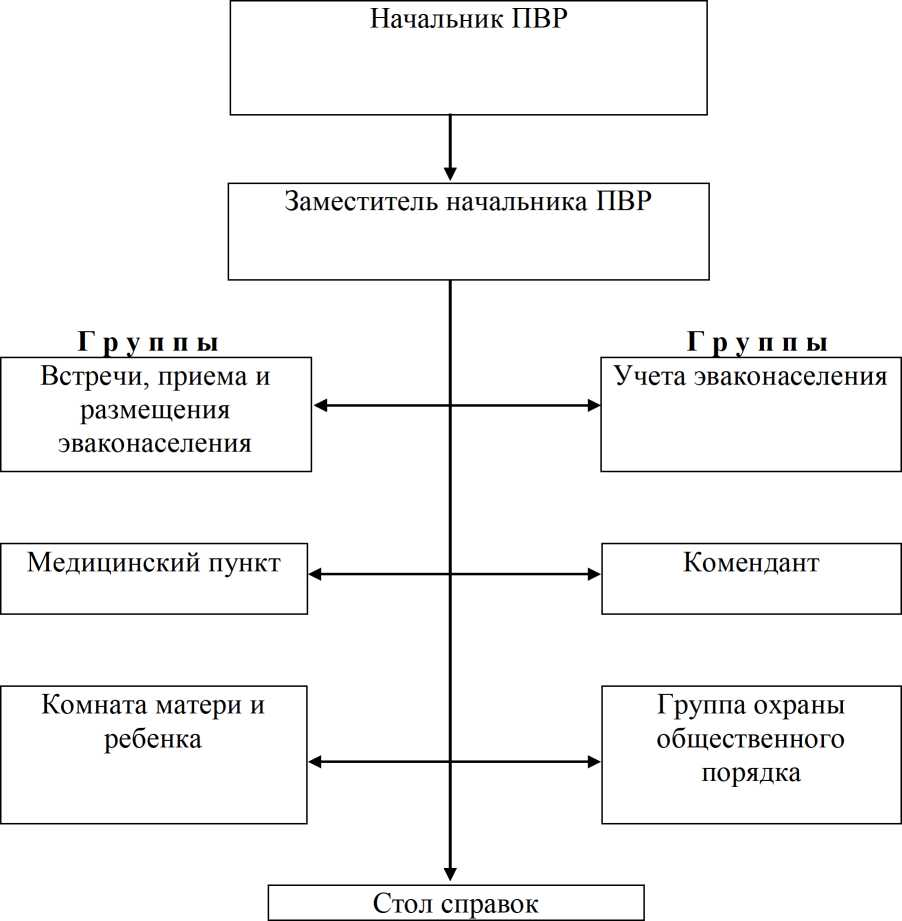 Начальник ПВР
Заместитель начальника ПВР
Г р у п п ы
Встречи, приема и
размещения
эваконаселения
Г р у п п ы
Учета эваконаселения
Медицинский пункт
Комендант
Комната матери и
ребенка
Группа охраны
общественного
порядка
Стол справок